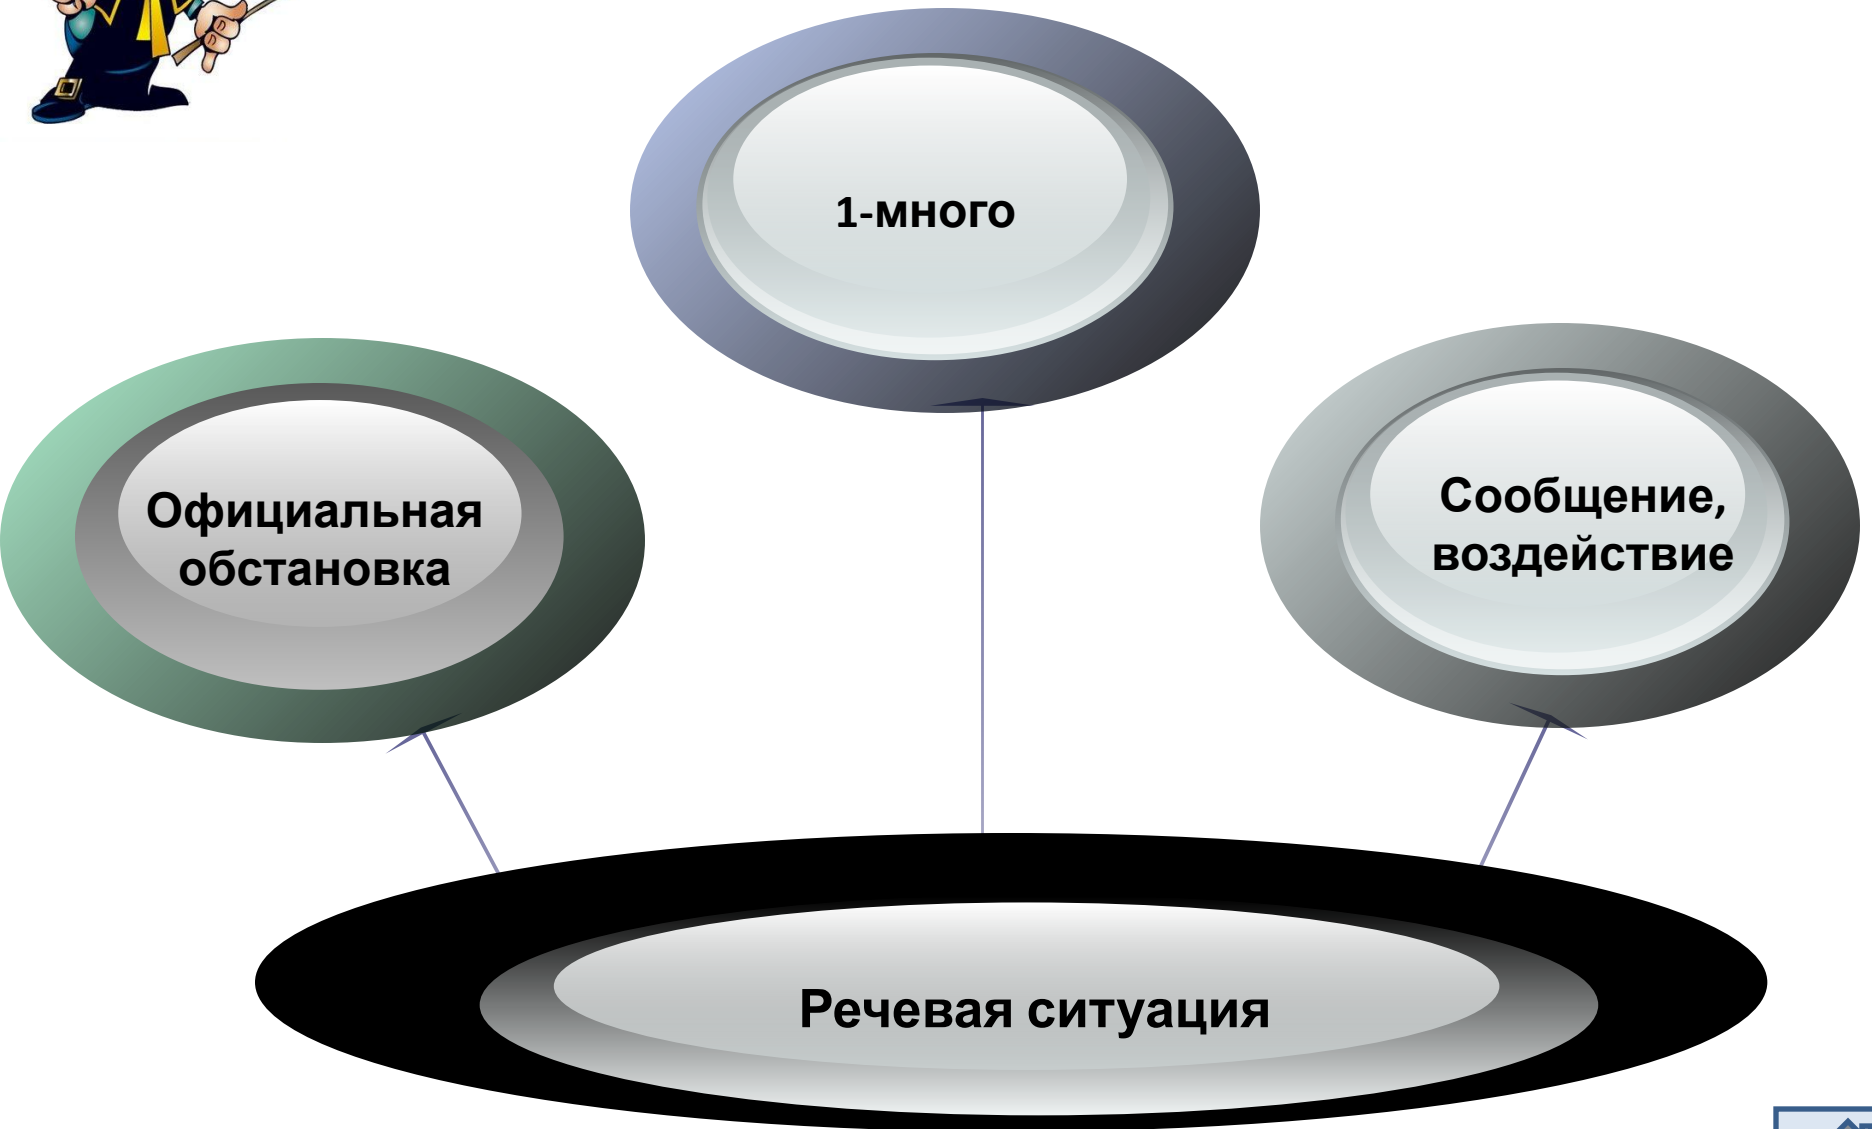 1-много
Официальная
обстановка
Сообщение,
воздействие
Речевая ситуация